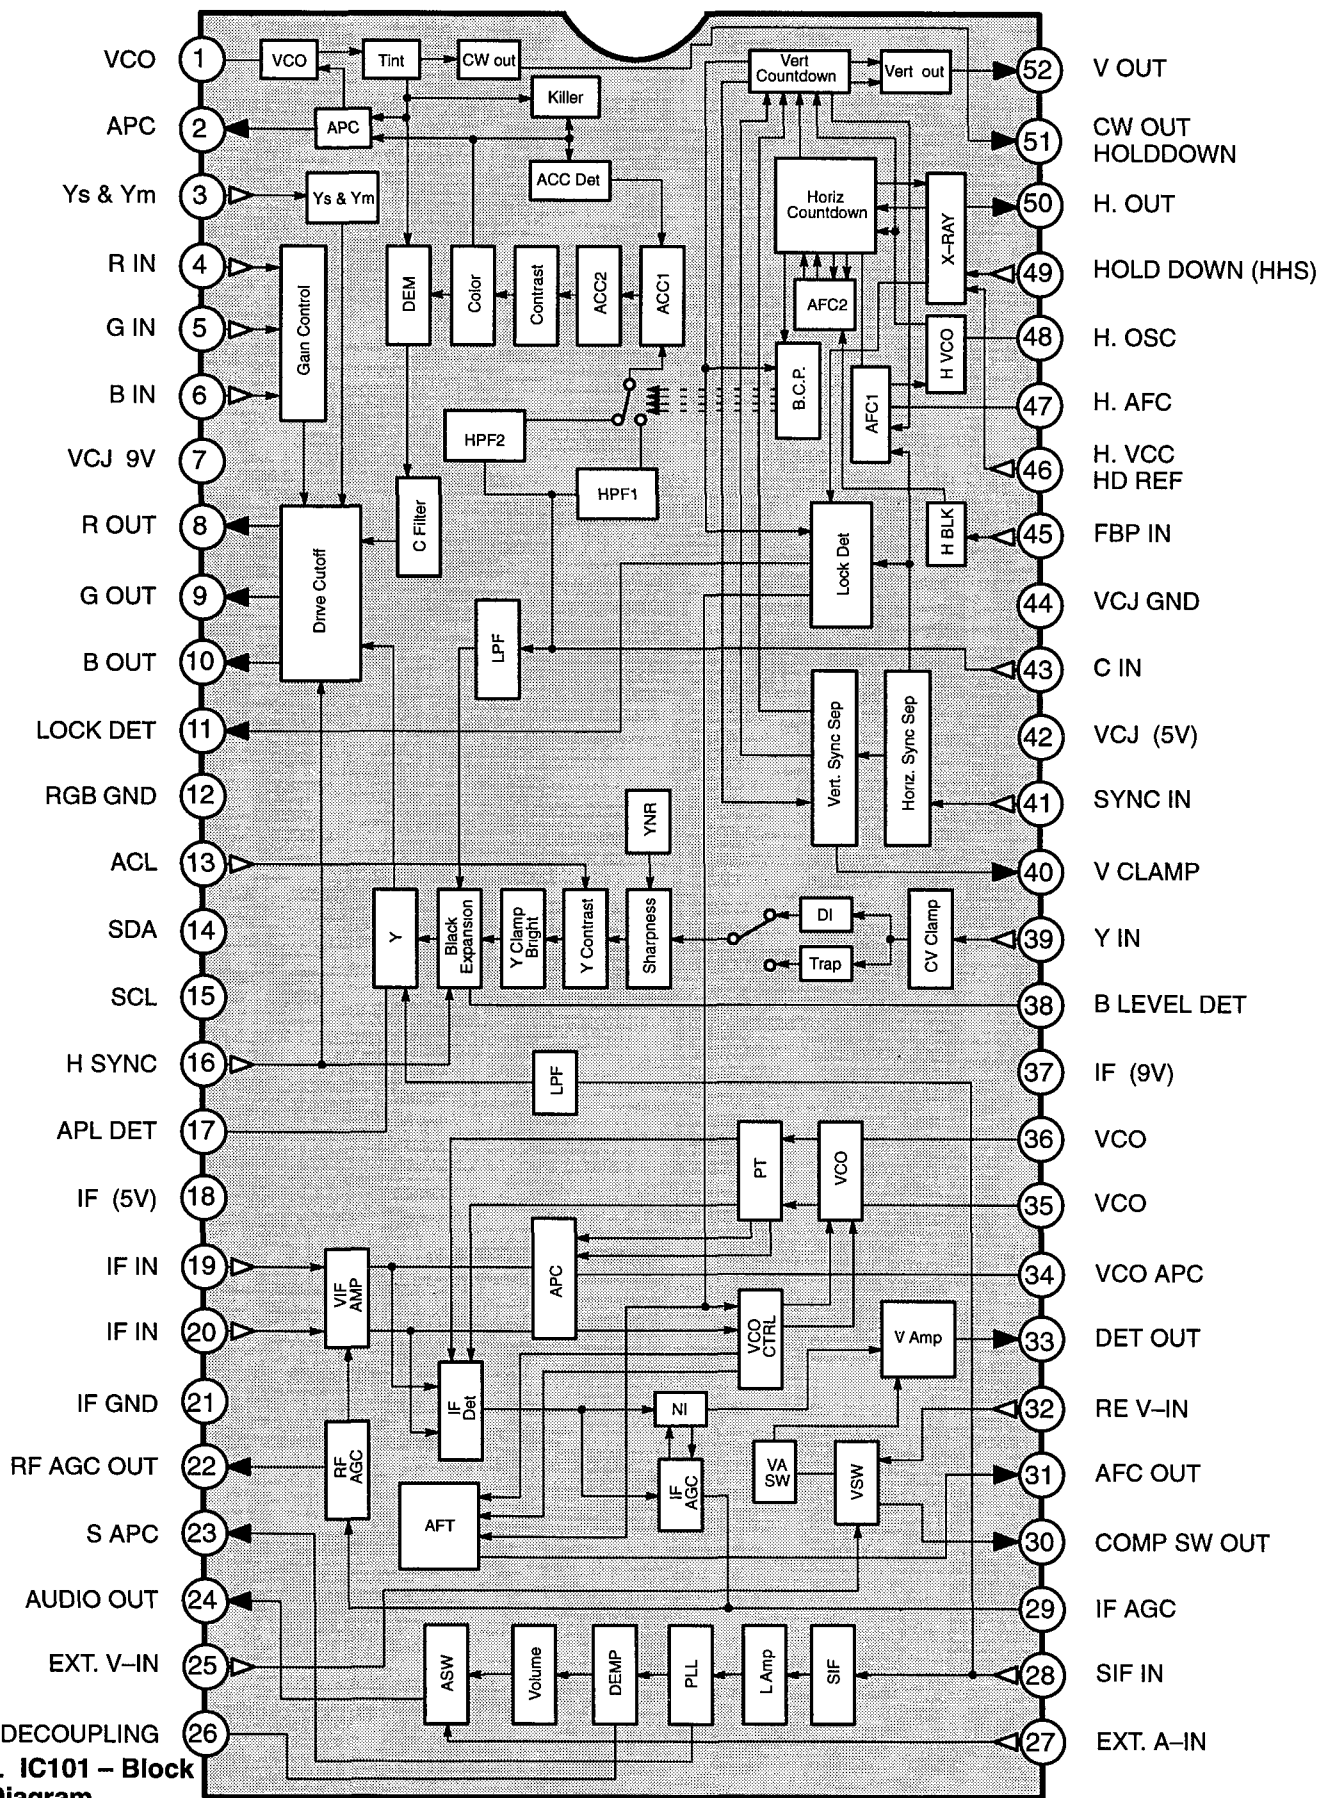 VCO
1
APC
2
Ys & Ym
3
R IN
4
G IN
5
B IN
6
VCJ 9V
7
R OUT
8
G OUT
9
B OUT
10
LOCK DET
11
RGB GND
12
ACL
13
SDA
14
SCL
15
H SYNC
16
APL DET
17
IF (5V)
18
IF IN
19
IF IN
20
IF GND
21
RF AGC OUT
22
S APC
23
AUDIO OUT
24
EXT. V–IN
25
DECOUPLING
26
IC101 – Block
Diagram
VCO
Tint
CW out
Killer
APC
ACC Det
Ys & Ym
Gain Control
DEM
Color
Contrast
ACC2
ACC1
HPF2
HPF1
C Filter
Drive Cutoff
LPF
Vert
Countdown
Vert out
Horiz
Countdown
X–RAY
AFC2
H VCO
B.C.P.
AFC1
H BLK
Lock Det
Vert. Sync Sep
Horiz. Sync Sep
YNR
Y
Black
Expansion
Y Clamp
Bright
Y Contrast
Sharpness
DI
Trap
CV Clamp
LPF
PT
VCO
APC
VIF
AMP
VCO
CTRL
V Amp
IF
Det
NI
RF
AGC
IF
AGC
VA
SW
VSW
AFT
ASW
Volume
DEMP
PLL
L Amp
SIF
52
V OUT
51
CW OUT
HOLDDOWN
50
H. OUT
49
HOLD DOWN (HHS)
48
H. OSC
47
H. AFC
46
H. VCC
HD REF
45
FBP IN
44
VCJ GND
43
C IN
42
VCJ (5V)
41
SYNC IN
40
V CLAMP
39
Y IN
38
B LEVEL DET
37
IF (9V)
36
VCO
35
VCO
34
VCO APC
33
DET OUT
32
RE V–IN
31
AFC OUT
30
COMP SW OUT
29
IF AGC
28
SIF IN
27
EXT. A–IN